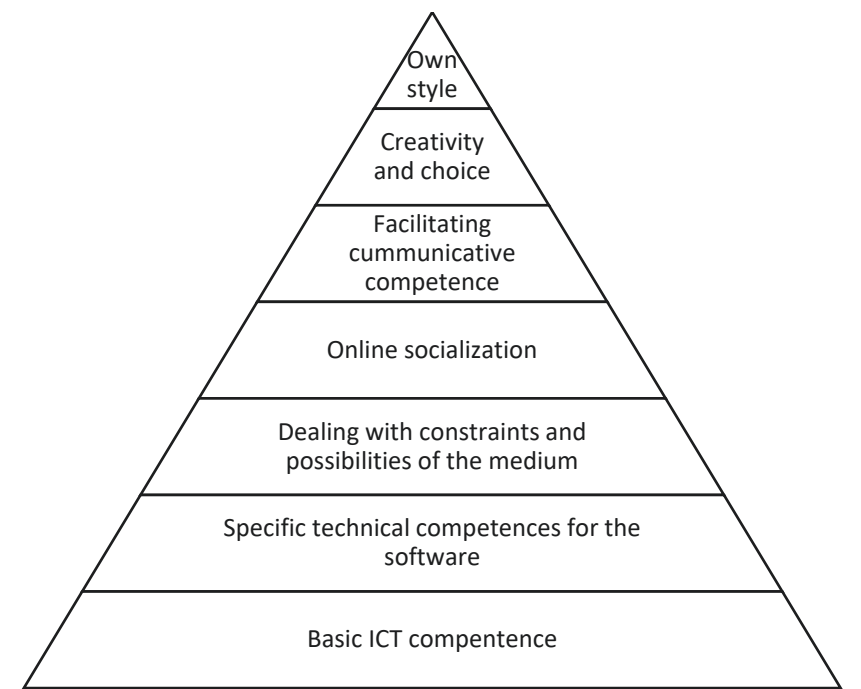 Own
style
Creativity
and choice
Facilitating
cummunicative
competence
Online socialization
Dealing with constraints and
possibilities of the medium
Specific technical competences for the
software
Basic ICT compentence